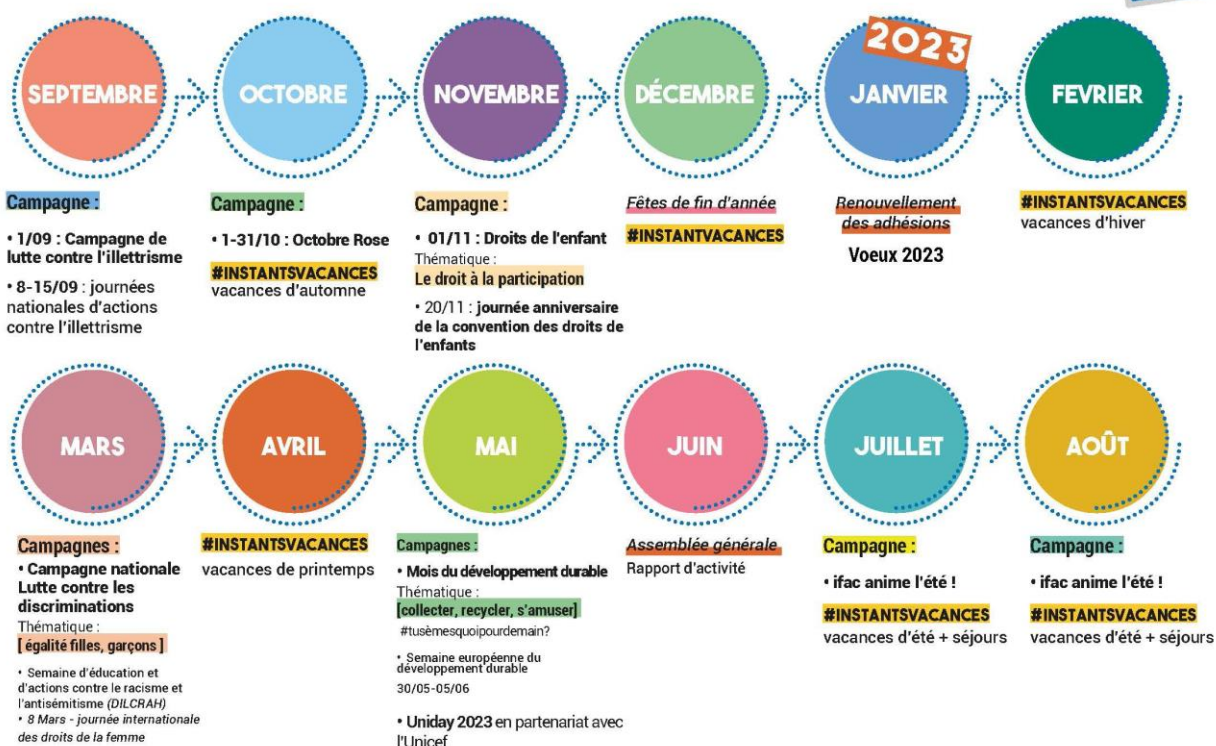 SEPTEMBRE
Campagne :
• 1/09 : Campagne de
lutte contre l'illettrisme
• 8-15/09 : journées
nationales d'actions
contre l'illettrisme
OCTOBRE
Campagne :
• 1-31/10 : Octobre Rose
#INSTANTSVACANCES
vacances d'automne
NOVEMBRE
Campagne :
• 01/11 : Droits de l'enfant
Thématique :
Le droit à la participation
• 20/11 : journée anniversaire
de la convention des droits de
l'enfants
DÉCEMBRE
Fêtes de fin d'année
#INSTANTVACANCES
2023
JANVIER
Renouvellement
des adhésions
Voeux 2023
FEVRIER
#INSTANTSVACANCES
vacances d'hiver
MARS
Campagnes :
• Campagne nationale
Lutte contre les
discriminations
Thématique :
[ égalité filles, garçons ]
• Semaine d'éducation et
d'actions contre le racisme et
l'antisémitisme (DILCRAH)
• 8 Mars - journée internationale
des droits de la femme
AVRIL
#INSTANTSVACANCES
vacances de printemps
MAI
Campagnes :
• Mois du développement durable
Thématique :
[collecter, recycler, s'amuser]
#tusèmesquoipourdemain?
• Semaine européenne du
développement durable
30/05-05/06
• Uniday 2023 en partenariat avec
l'Unicef
JUIN
Assemblée générale
Rapport d'activité
JUILLET
Campagne :
• ifac anime l'été !
#INSTANTSVACANCES
vacances d'été + séjours
AOÛT
Campagne :
• ifac anime l'été !
#INSTANTSVACANCES
vacances d'été + séjours